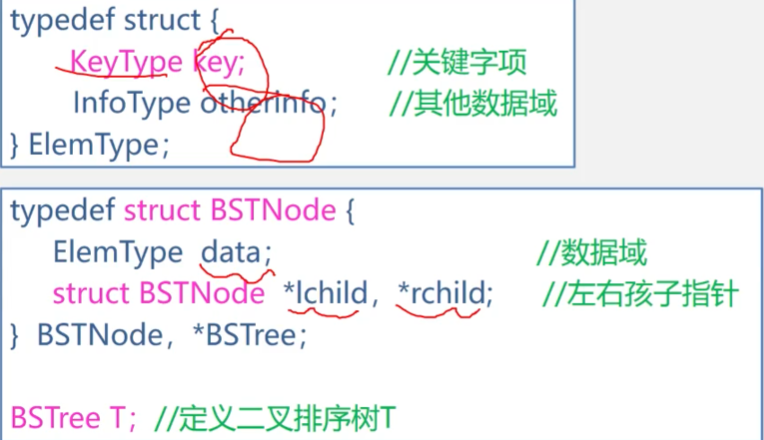 typedef struct {
KeyType key; //关键字项
InfoType otherinfo; //其他数据域
} ElemType;
typedef struct BSTNode {
ElemType data; //数据域
struct BSTNode *lchild, *rchild; //左右孩子指针
} BSTNode, *BSTree;
BSTree T; //定义二叉排序树T